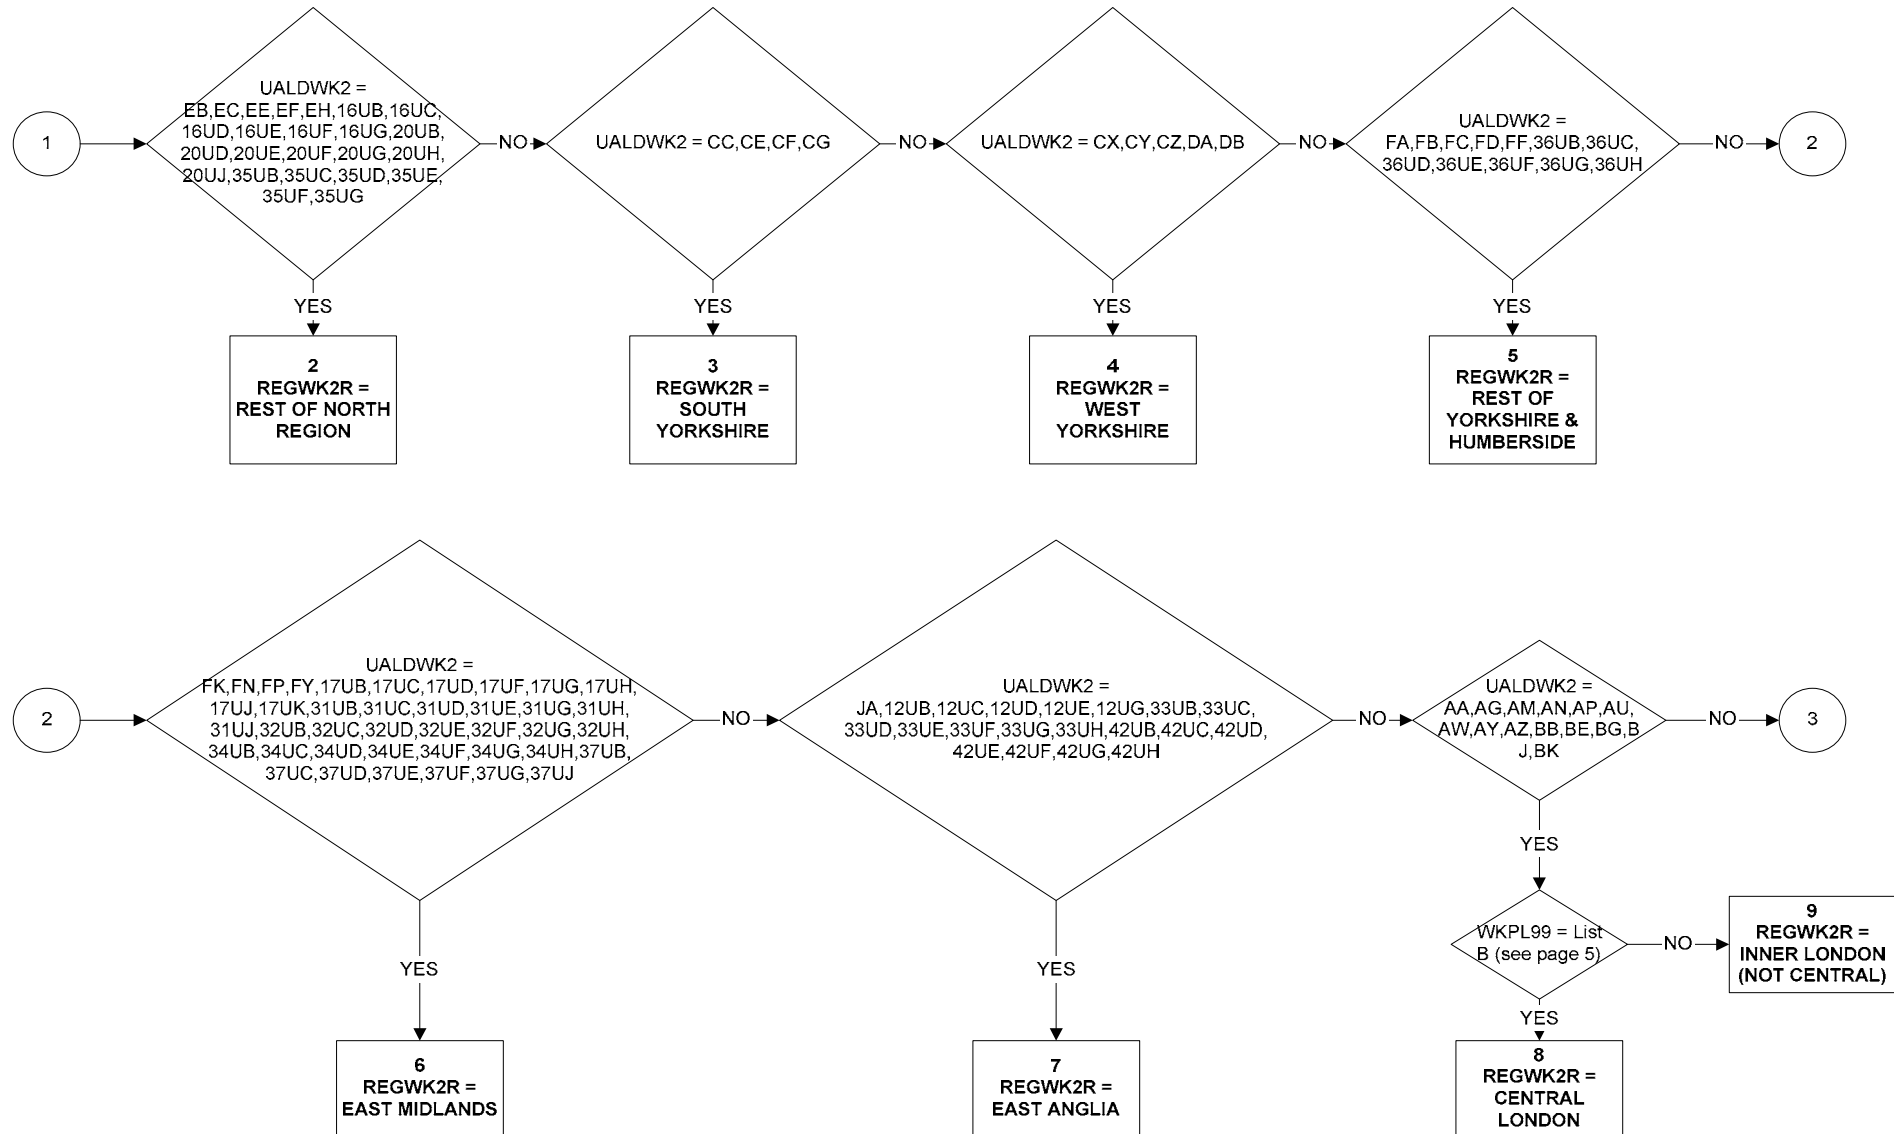 1
UALDWK2 =
EB,EC,EE,EF,EH,16UB,16UC,
16UD,16UE,16UF,16UG,20UB,
20UD,20UE,20UF,20UG,20UH,
20UJ,35UB,35UC,35UD,35UE,
35UF,35UG
NO
UALDWK2 = CC,CE,CF,CG
NO
UALDWK2 = CX,CY,CZ,DA,DB
NO
UALDWK2 =
FA,FB,FC,FD,FF,36UB,36UC,
36UD,36UE,36UF,36UG,36UH
NO
2
YES
YES
YES
YES
2
REGWK2R =
REST OF NORTH
REGION
3
REGWK2R =
SOUTH
YORKSHIRE
4
REGWK2R =
WEST
YORKSHIRE
5
REGWK2R =
REST OF
YORKSHIRE &
HUMBERSIDE
2
UALDWK2 =
FK,FN,FP,FY,17UB,17UC,17UD,17UF,17UG,17UH,
17UJ,17UK,31UB,31UC,31UD,31UE,31UG,31UH,
31UJ,32UB,32UC,32UD,32UE,32UF,32UG,32UH,
34UB,34UC,34UD,34UE,34UF,34UG,34UH,37UB,
37UC,37UD,37UE,37UF,37UG,37UJ
NO
UALDWK2 =
JA,12UB,12UC,12UD,12UE,12UG,33UB,33UC,
33UD,33UE,33UF,33UG,33UH,42UB,42UC,42UD,
42UE,42UF,42UG,42UH
NO
UALDWK2 =
AA,AG,AM,AN,AP,AU,
AW,AY,AZ,BB,BE,BG,B
J,BK
NO
3
YES
WKPL99 = List
B (see page 5)
NO
9
REGWK2R =
INNER LONDON
(NOT CENTRAL)
YES
YES
YES
6
REGWK2R =
EAST MIDLANDS
7
REGWK2R =
EAST ANGLIA
8
REGWK2R =
CENTRAL
LONDON